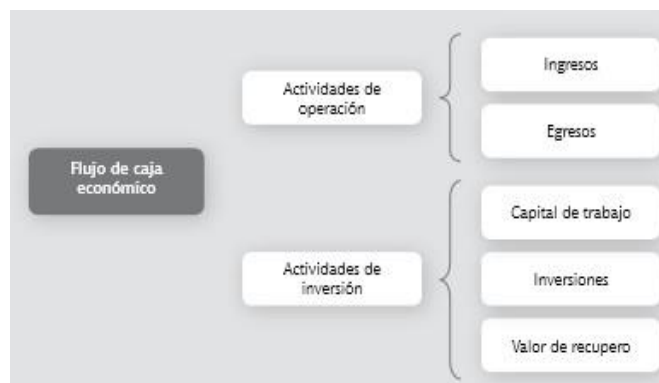 Flujo de caja
económico
Actividades de
operación
Ingresos
Egresos
Actividades de
inversión
Capital de trabajo
Inversiones
Valor de recupero